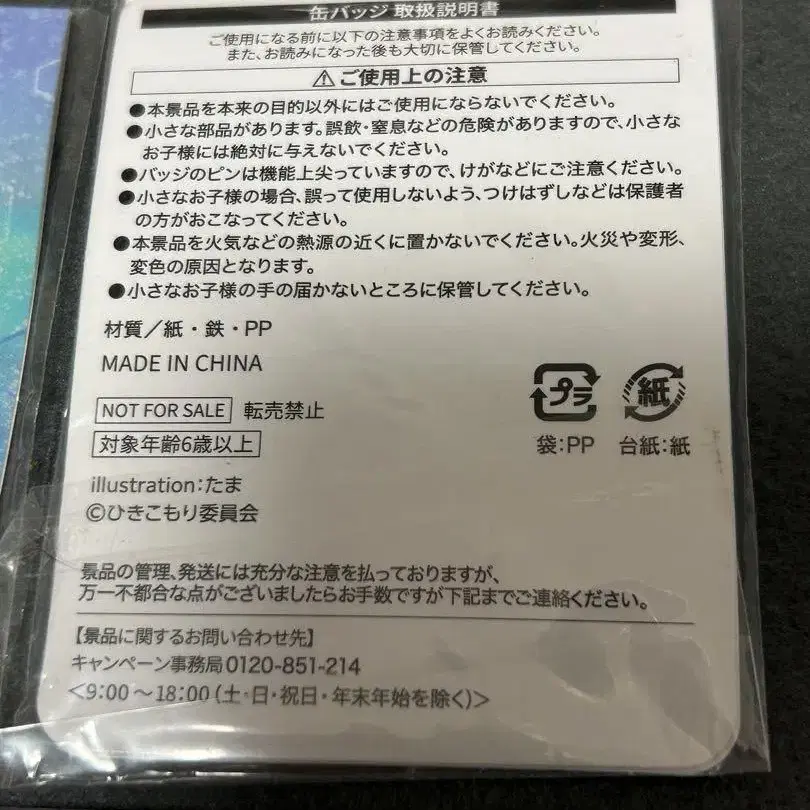 缶バッジ 取扱説明書
ご使用になる前に以下の注意事項をよくお読みください。
また、お読みになった後も大切に保管してください。
⚠ご使用上の注意
●本景品を本来の目的以外にはご使用にならないでください。
●小さな部品があります。誤飲・窒息などの危険がありますので、小さな
お子様には絶対に与えないでください。
●バッジのピンは機能上尖っていますので、けがなどにご注意ください。
●小さなお子様の場合、誤って使用しないよう、つけはずしなどは保護者
の方がおこなってください。
●本景品を火気などの熱源の近くに置かないでください。火災や変形、
変色の原因となります。
●小さなお子様の手の届かないところに保管してください。
材質／紙・鉄・PP
MADE IN CHINA
NOT FOR SALE 転売禁止
対象年齢6歳以上
プラ 紙
袋:PP 台紙:紙
illustration:たま
©ひきこもり委員会
景品の管理、発送には充分な注意を払っておりますが、
万一不都合な点がございましたらお手数ですが下記までご連絡ください。
【景品に関するお問い合わせ先】
キャンペーン事務局0120-851-214
<9:00～18:00(土・日・祝日・年末年始を除く)>